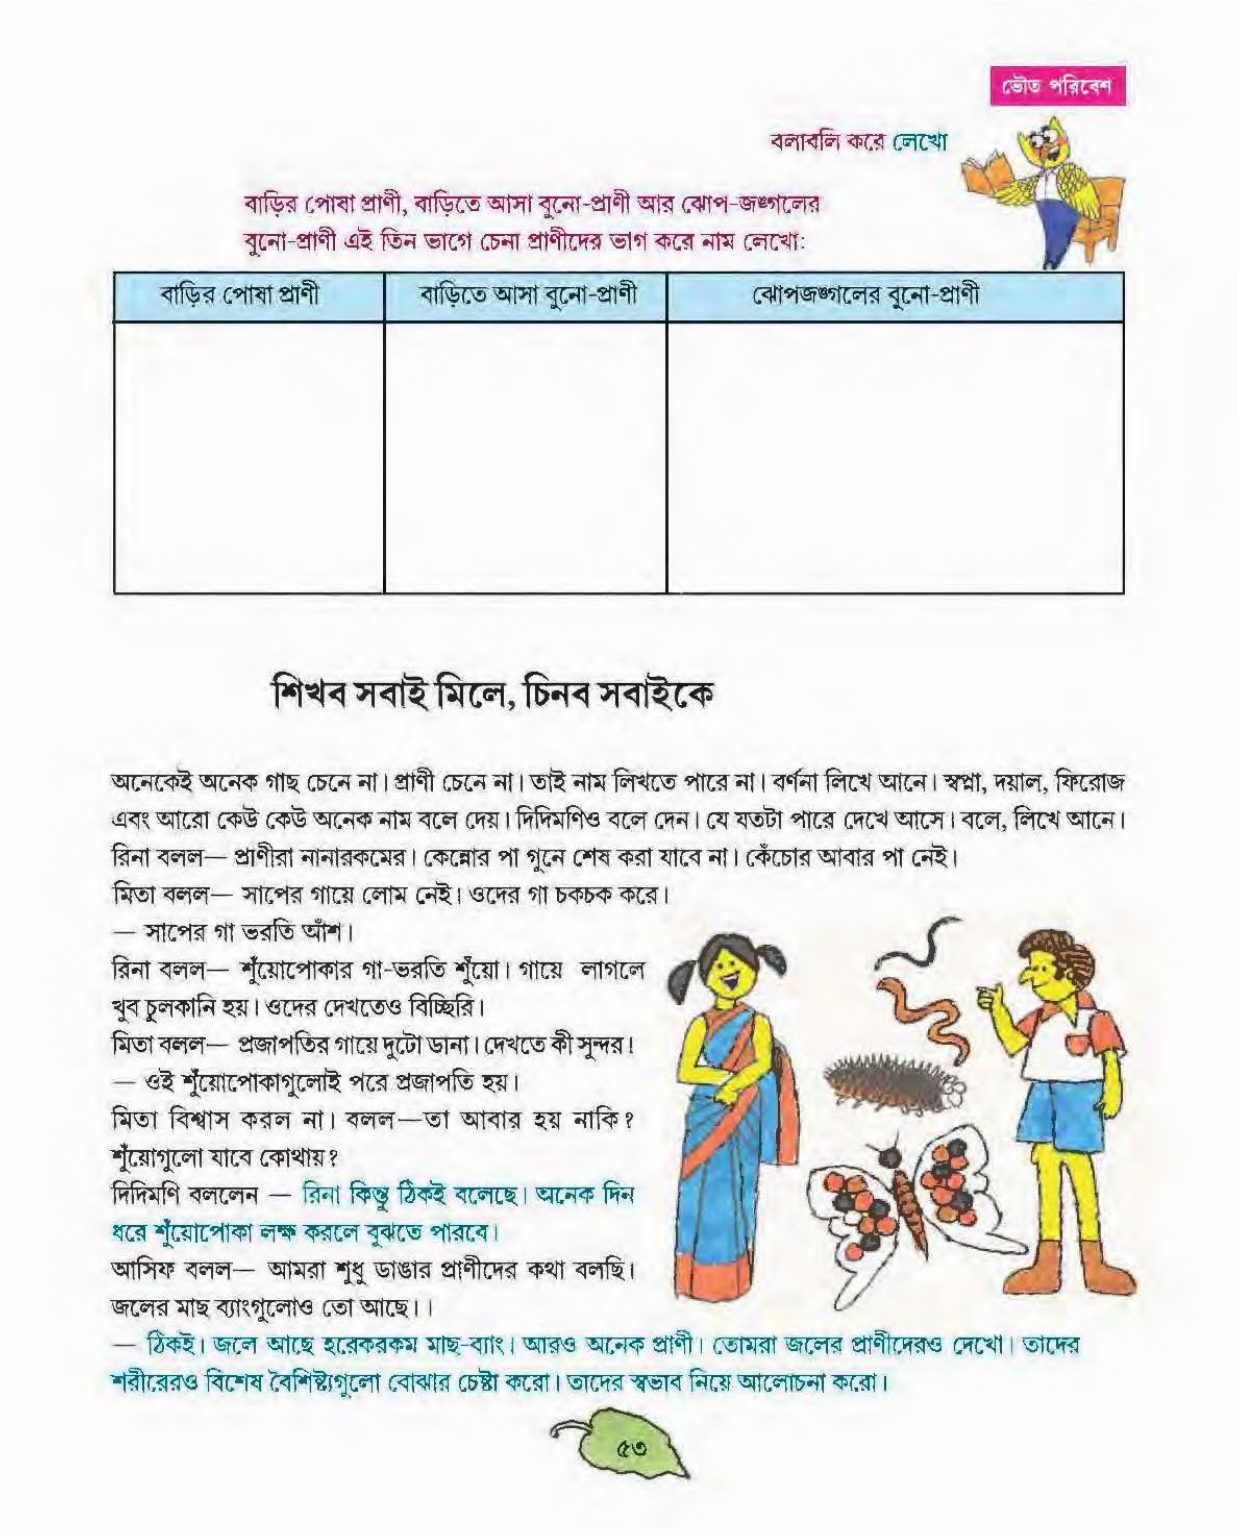 ভৌত পরিবেশ
বলাবলি করে লেখো
বাড়ির পোষা প্রাণী, বাড়িতে আসা বুনো-প্রাণী আর ঝোপ-জঙ্গলের
বুনো-প্রাণী এই তিন ভাগে চেনা প্রাণীদের ভাগ করে নাম লেখো:
বাড়ির পোষা প্রাণী বাড়িতে আসা বুনো-প্রাণী ঝোপজঙ্গলের বুনো-প্রাণী
শিখব সবাই মিলে, চিনব সবাইকে
অনেকেই অনেক গাছ চেনে না। প্রাণী চেনে না। তাই নাম লিখতে পারে না। বর্ণনা লিখে আনে। স্বপ্না, দয়াল, ফিরোজ
এবং আরো কেউ কেউ অনেক নাম বলে দেয়। দিদিমণিও বলে দেন। যে যতটা পারে দেখে আসে। বলে, লিখে আনে।
রিনা বলল— প্রাণীরা নানারকমের। কেন্নোর পা গুনে শেষ করা যাবে না। কেঁচোর আবার পা নেই।
মিতা বলল— সাপের গায়ে লোম নেই। ওদের গা চকচক করে।
— সাপের গা ভরতি আঁশ।
রিনা বলল— শুঁয়োপোকার গা-ভরতি শুঁয়ো। গায়ে লাগলে
খুব চুলকানি হয়। ওদের দেখতেও বিচ্ছিরি।
মিতা বলল— প্রজাপতির গায়ে দুটো ডানা। দেখতে কী সুন্দর!
— ওই শুঁয়োপোকাগুলোই পরে প্রজাপতি হয়।
মিতা বিশ্বাস করল না। বলল—তা আবার হয় নাকি?
শুঁয়োগুলো যাবে কোথায়?
দিদিমণি বললেন — রিনা কিন্তু ঠিকই বলেছে। অনেক দিন
ধরে শুঁয়োপোকা লক্ষ করলে বুঝতে পারবে।
আসিফ বলল— আমরা শুধু ডাঙার প্রাণীদের কথা বলছি।
জলের মাছ ব্যাংগুলোও তো আছে।।
— ঠিকই। জলে আছে হরেকরকম মাছ-ব্যাং। আরও অনেক প্রাণী। তোমরা জলের প্রাণীদেরও দেখো। তাদের
শরীরেরও বিশেষ বৈশিষ্ট্যগুলো বোঝার চেষ্টা করো। তাদের স্বভাব নিয়ে আলোচনা করো।
৫৩